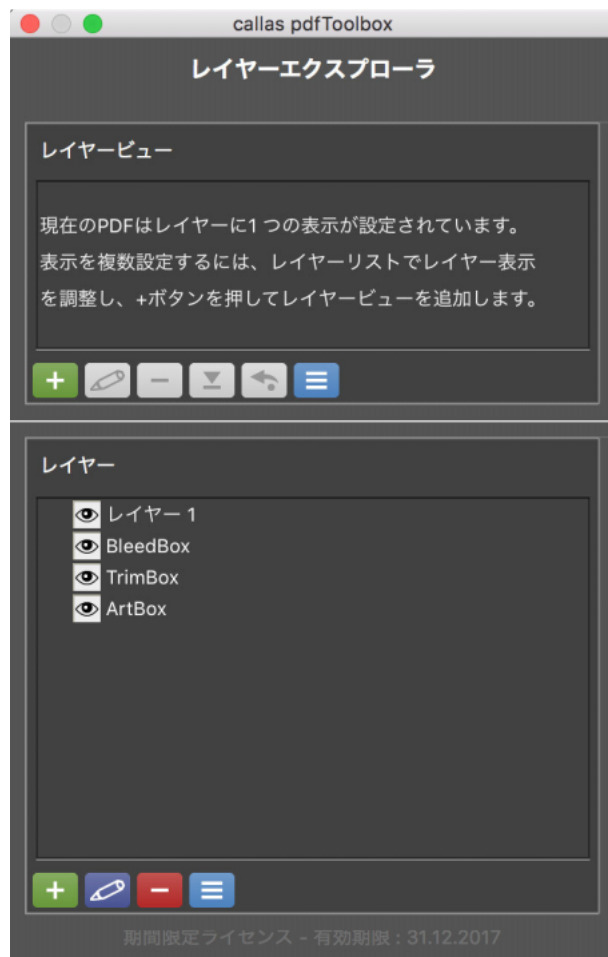 callas pdfToolbox
レイヤーエクスプローラ
レイヤービュー
現在のPDFはレイヤーに1 つの表示が設定されています。
表示を複数設定するには、レイヤーリストでレイヤー表示
を調整し、+ボタンを押してレイヤービューを追加します。
レイヤー
レイヤー 1
BleedBox
TrimBox
ArtBox
期間限定ライセンス - 有効期限 : 31.12.2017